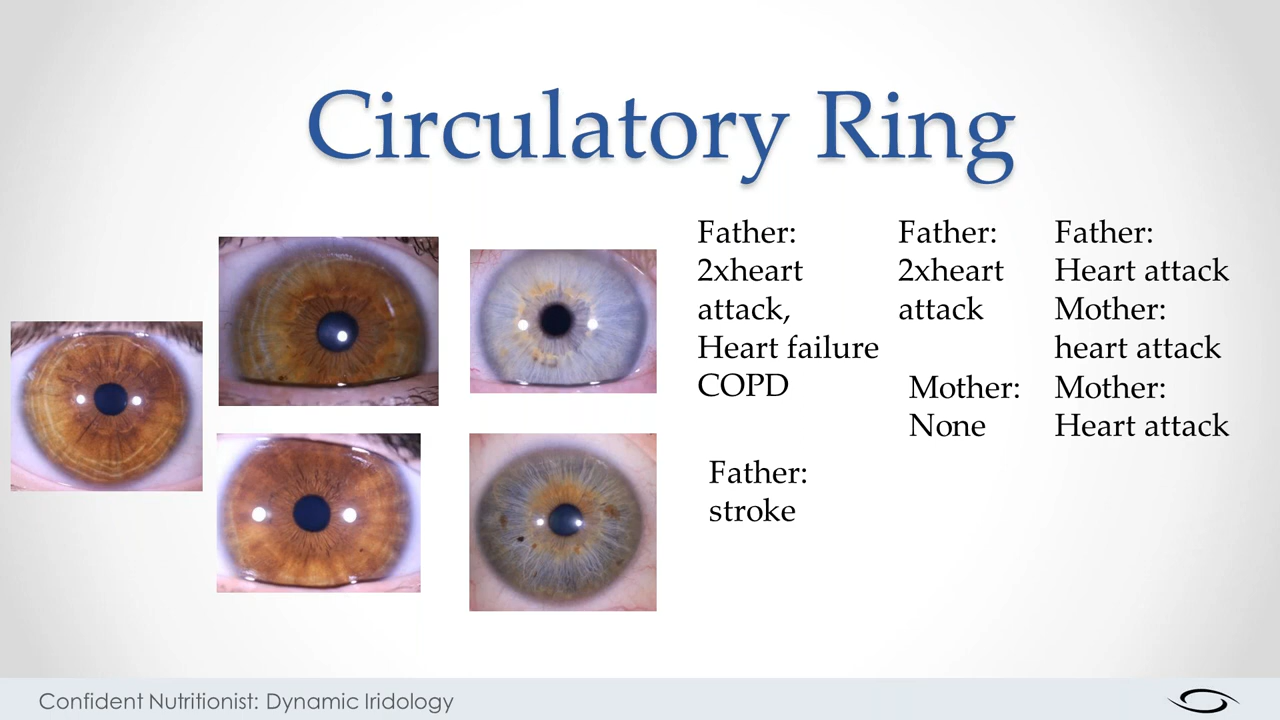 Circulatory Ring
Father:
2xheart
attack,
Heart failure
COPD
Father:
2xheart
attack
Father:
Heart attack
Mother:
heart attack
Mother:
None
Mother:
Heart attack
Father:
stroke
Confident Nutritionist: Dynamic Iridology